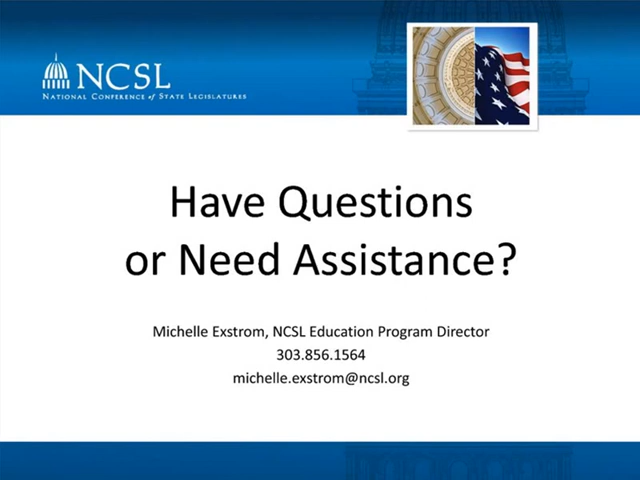 NCSL
NATIONAL CONFERENCE of STATE LEGISLATURES
Have Questions
or Need Assistance?
Michelle Exstrom, NCSL Education Program Director
303.856.1564
michelle.exstrom@ncsl.org